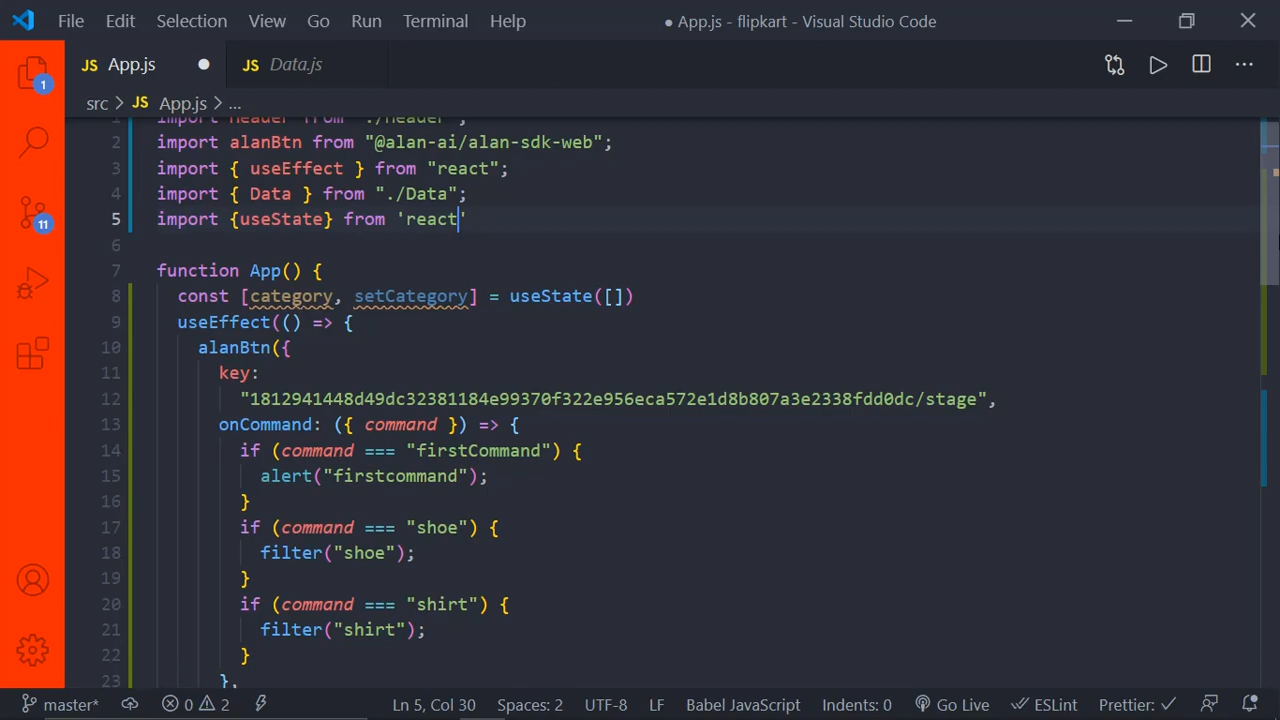 File Edit Selection View Go Run Terminal Help ● App.js - flipkart - Visual Studio Code
1
JS App.js ● JS Data.js
src > JS App.js > ...
11
1 import header from "./header";
2 import alanBtn from "@alan-ai/alan-sdk-web";
3 import { useEffect } from "react";
4 import { Data } from "./Data";
5 import {useState} from 'react'
6
7 function App() {
8 const [category, setCategory] = useState([])
9 useEffect(() => {
10 alanBtn({
11 key:
12 "1812941448d49dc32381184e99370f322e956eca572e1d8b807a3e2338fdd0dc/stage",
13 onCommand: ({ command }) => {
14 if (command === "firstCommand") {
15 alert("firstcommand");
16 }
17 if (command === "shoe") {
18 filter("shoe");
19 }
20 if (command === "shirt") {
21 filter("shirt");
22 }
23 },
master* 0 2 Ln 5, Col 30 Spaces: 2 UTF-8 LF Babel JavaScript Indents: 0 Go Live ESLint Prettier: ✓